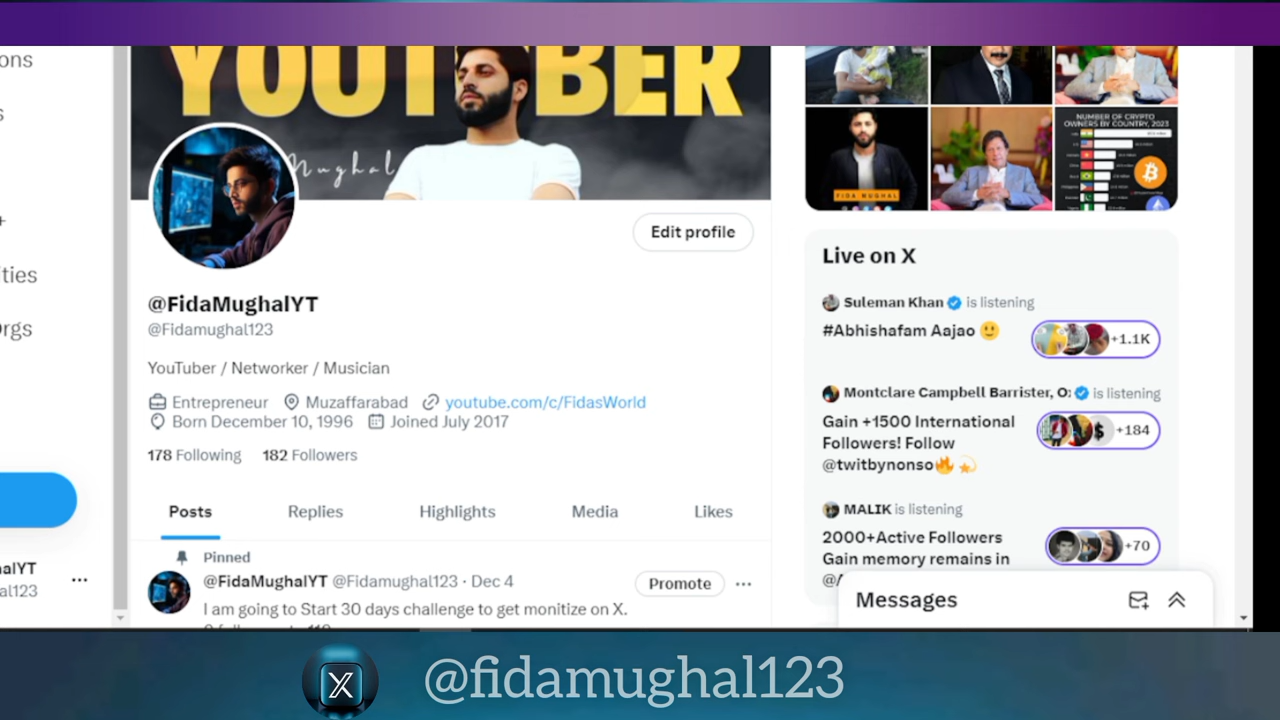 ons
s
+
ities
Orgs
alYT
al123
YOUTUBER
Mughal
Edit profile
@FidaMughalYT
@Fidamughal123
YouTuber / Networker / Musician
Entrepreneur Muzaffarabad youtube.com/c/FidasWorld
Born December 10, 1996 Joined July 2017
178 Following 182 Followers
Posts Replies Highlights Media Likes
Pinned
@FidaMughalYT @Fidamughal123 · Dec 4
Promote
I am going to Start 30 days challenge to get monitize on X.
FIDA MUGHAL
NUMBER OF CRYPTO
OWNERS BY COUNTRY, 2023
Live on X
Suleman Khan is listening
#Abhishafam Aajao 🙂
+1.1K
Montclare Campbell Barrister, O: is listening
Gain +1500 International
Followers! Follow
@twitbynonso🔥💫
+184
MALIK is listening
2000+Active Followers
Gain memory remains in
+70
Messages
X
@fidamughal123